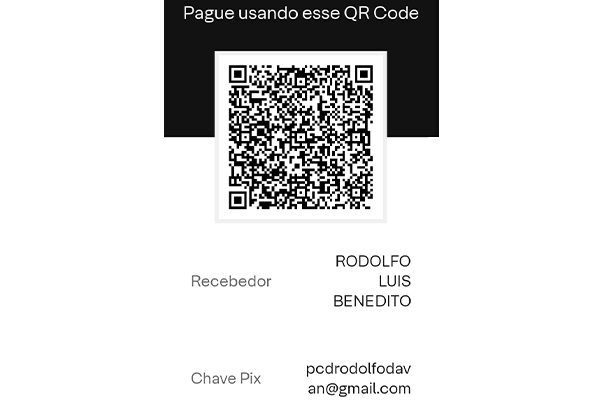 Pague usando esse QR Code
Recebedor
RODOLFO
LUIS
BENEDITO
Chave Pix
pcdrodolfodav
an@gmail.com